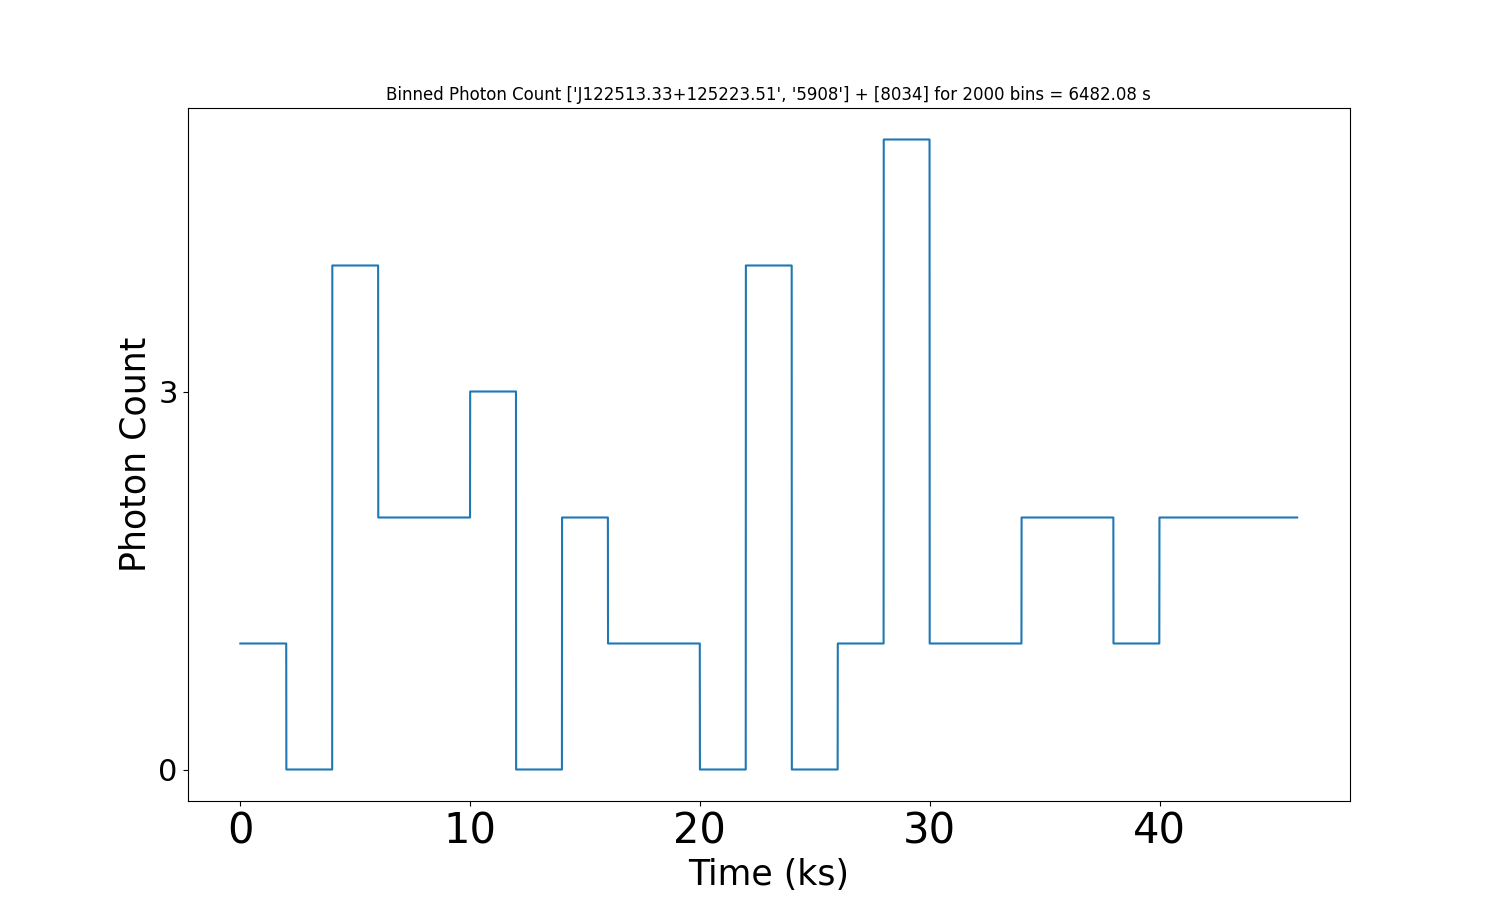 Binned Photon Count ['J122513.33+125223.51', '5908'] + [8034] for 2000 bins = 6482.08 s
Photon Count
3
0
0 10 20 30 40
Time (ks)